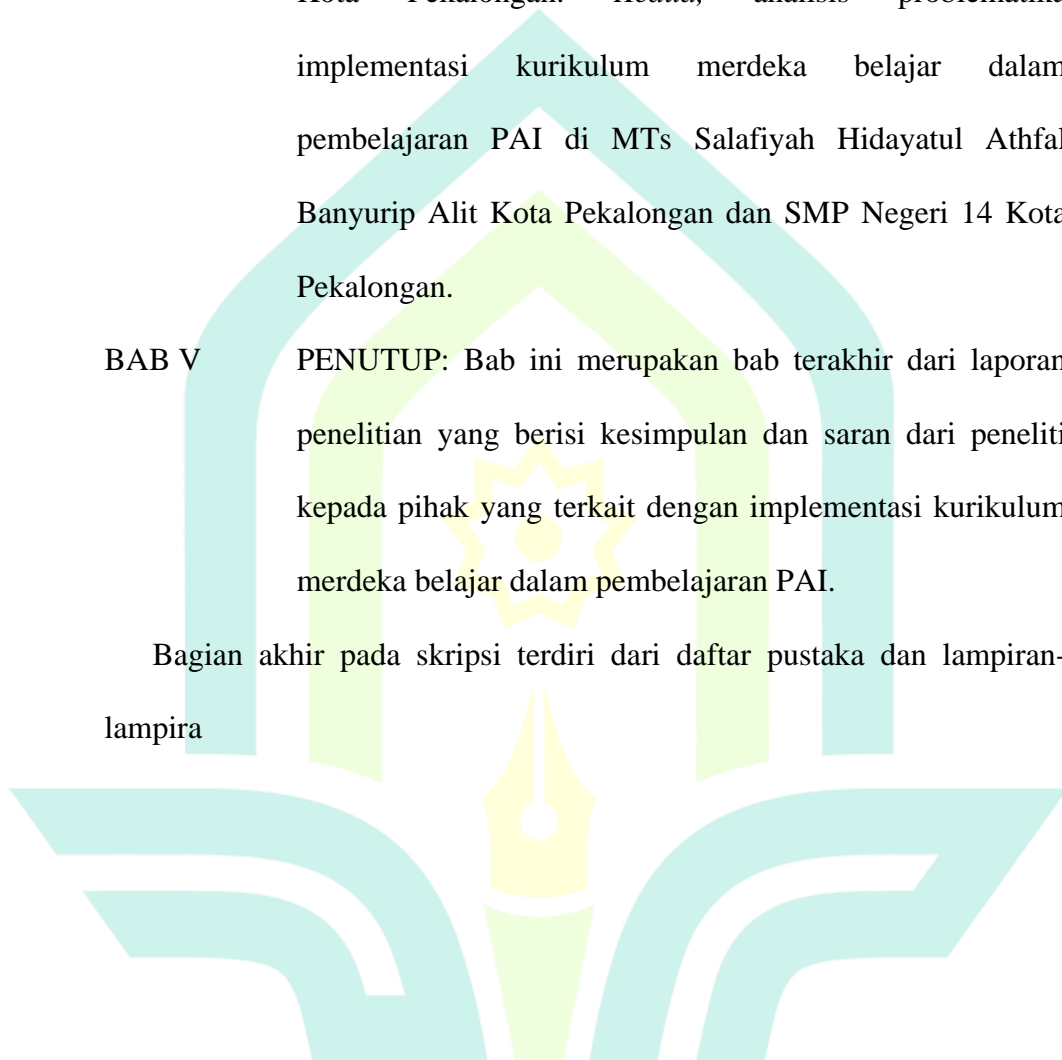 Kota Pekalongan. Kedua, analisis problematika
implementasi kurikulum merdeka belajar dalam
pembelajaran PAI di MTs Salafiyah Hidayatul Athfal
Banyurip Alit Kota Pekalongan dan SMP Negeri 14 Kota
Pekalongan.
BAB V PENUTUP: Bab ini merupakan bab terakhir dari laporan
penelitian yang berisi kesimpulan dan saran dari peneliti
kepada pihak yang terkait dengan implementasi kurikulum
merdeka belajar dalam pembelajaran PAI.
Bagian akhir pada skripsi terdiri dari daftar pustaka dan lampiran-
lampira